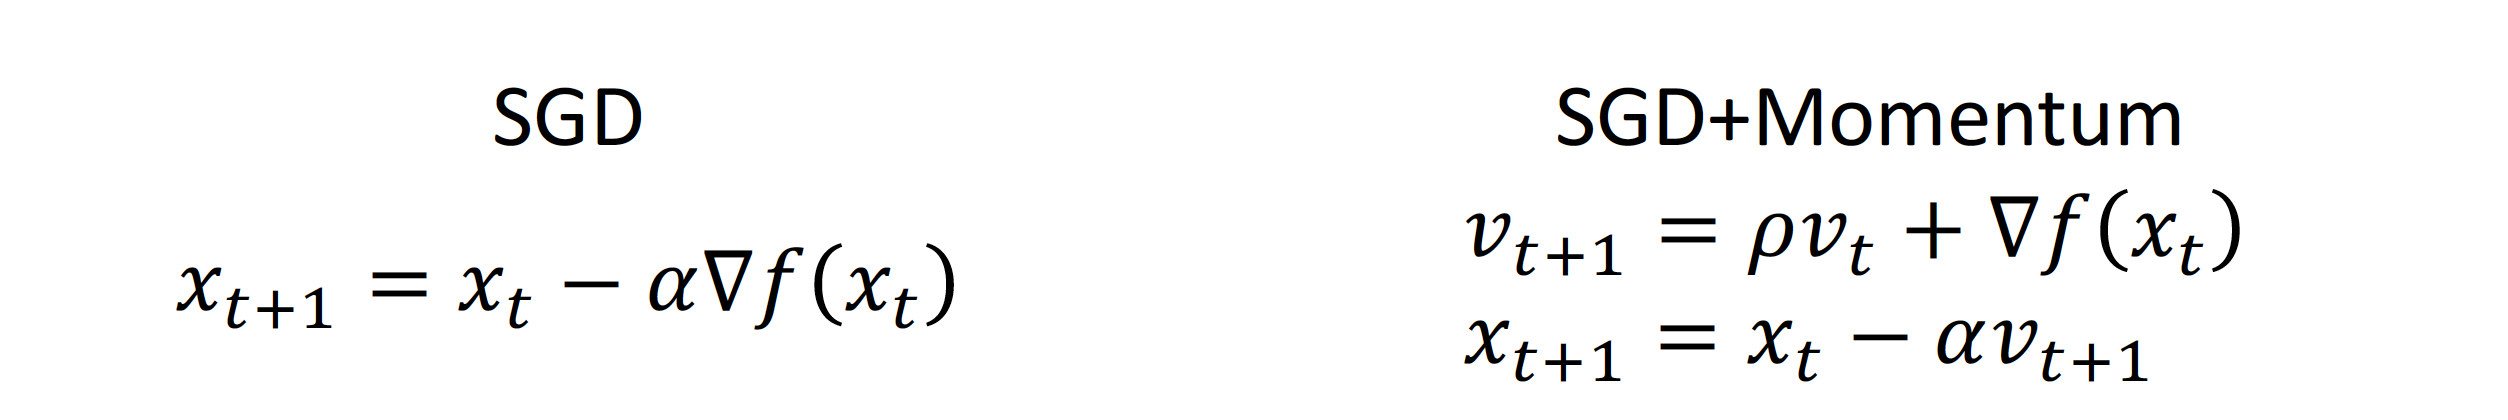 SGD
x_{t+1} = x_t − α∇f(x_t)
SGD+Momentum
v_{t+1} = ρv_t + ∇f(x_t)
x_{t+1} = x_t − αv_{t+1}